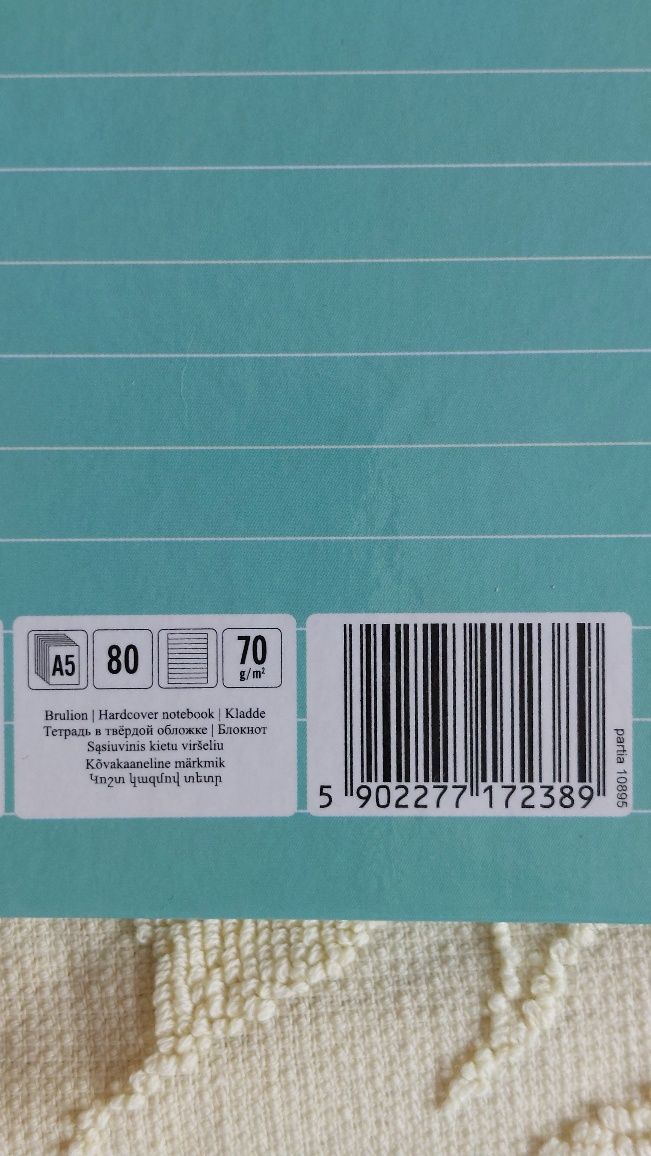 A5 80 70
g/m²
Brulion | Hardcover notebook | Kladde
Тетрадь в твёрдой обложке | Блокнот
Sąsiuvinis kietu viršeliu
Kõvakaaneline märkmik
Կոշտ կազմով տետր
5 902277 172389
partia 10895